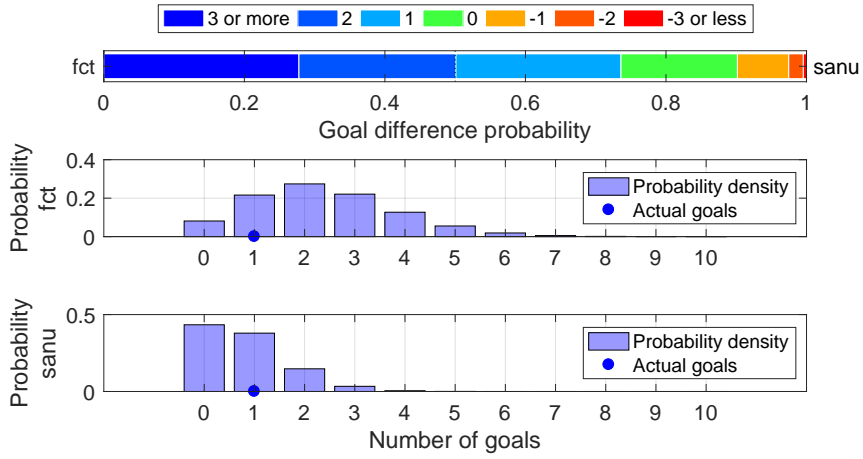 3 or more 2 1 0 -1 -2 -3 or less
fct sanu
0 0.2 0.4 0.6 0.8 1
Goal difference probability
Probability
fct
0.4
0.2
0
Probability density
Actual goals
0 1 2 3 4 5 6 7 8 9 10
Probability
sanu
0.5
0
Probability density
Actual goals
0 1 2 3 4 5 6 7 8 9 10
Number of goals